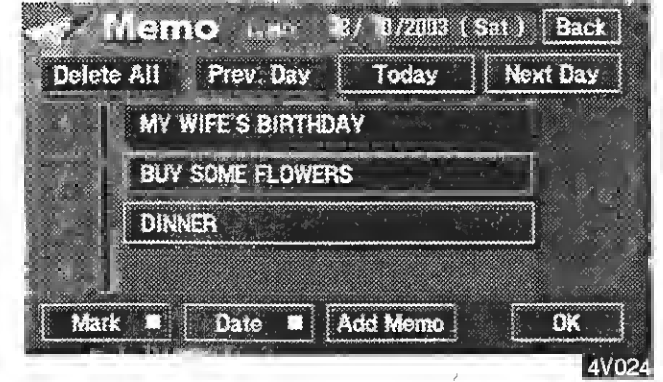 Memo /2003 ( Sat ) Back
Delete All Prev. Day Today Next Day
MY WIFE'S BIRTHDAY
BUY SOME FLOWERS
DINNER
Mark Date Add Memo OK
4V024